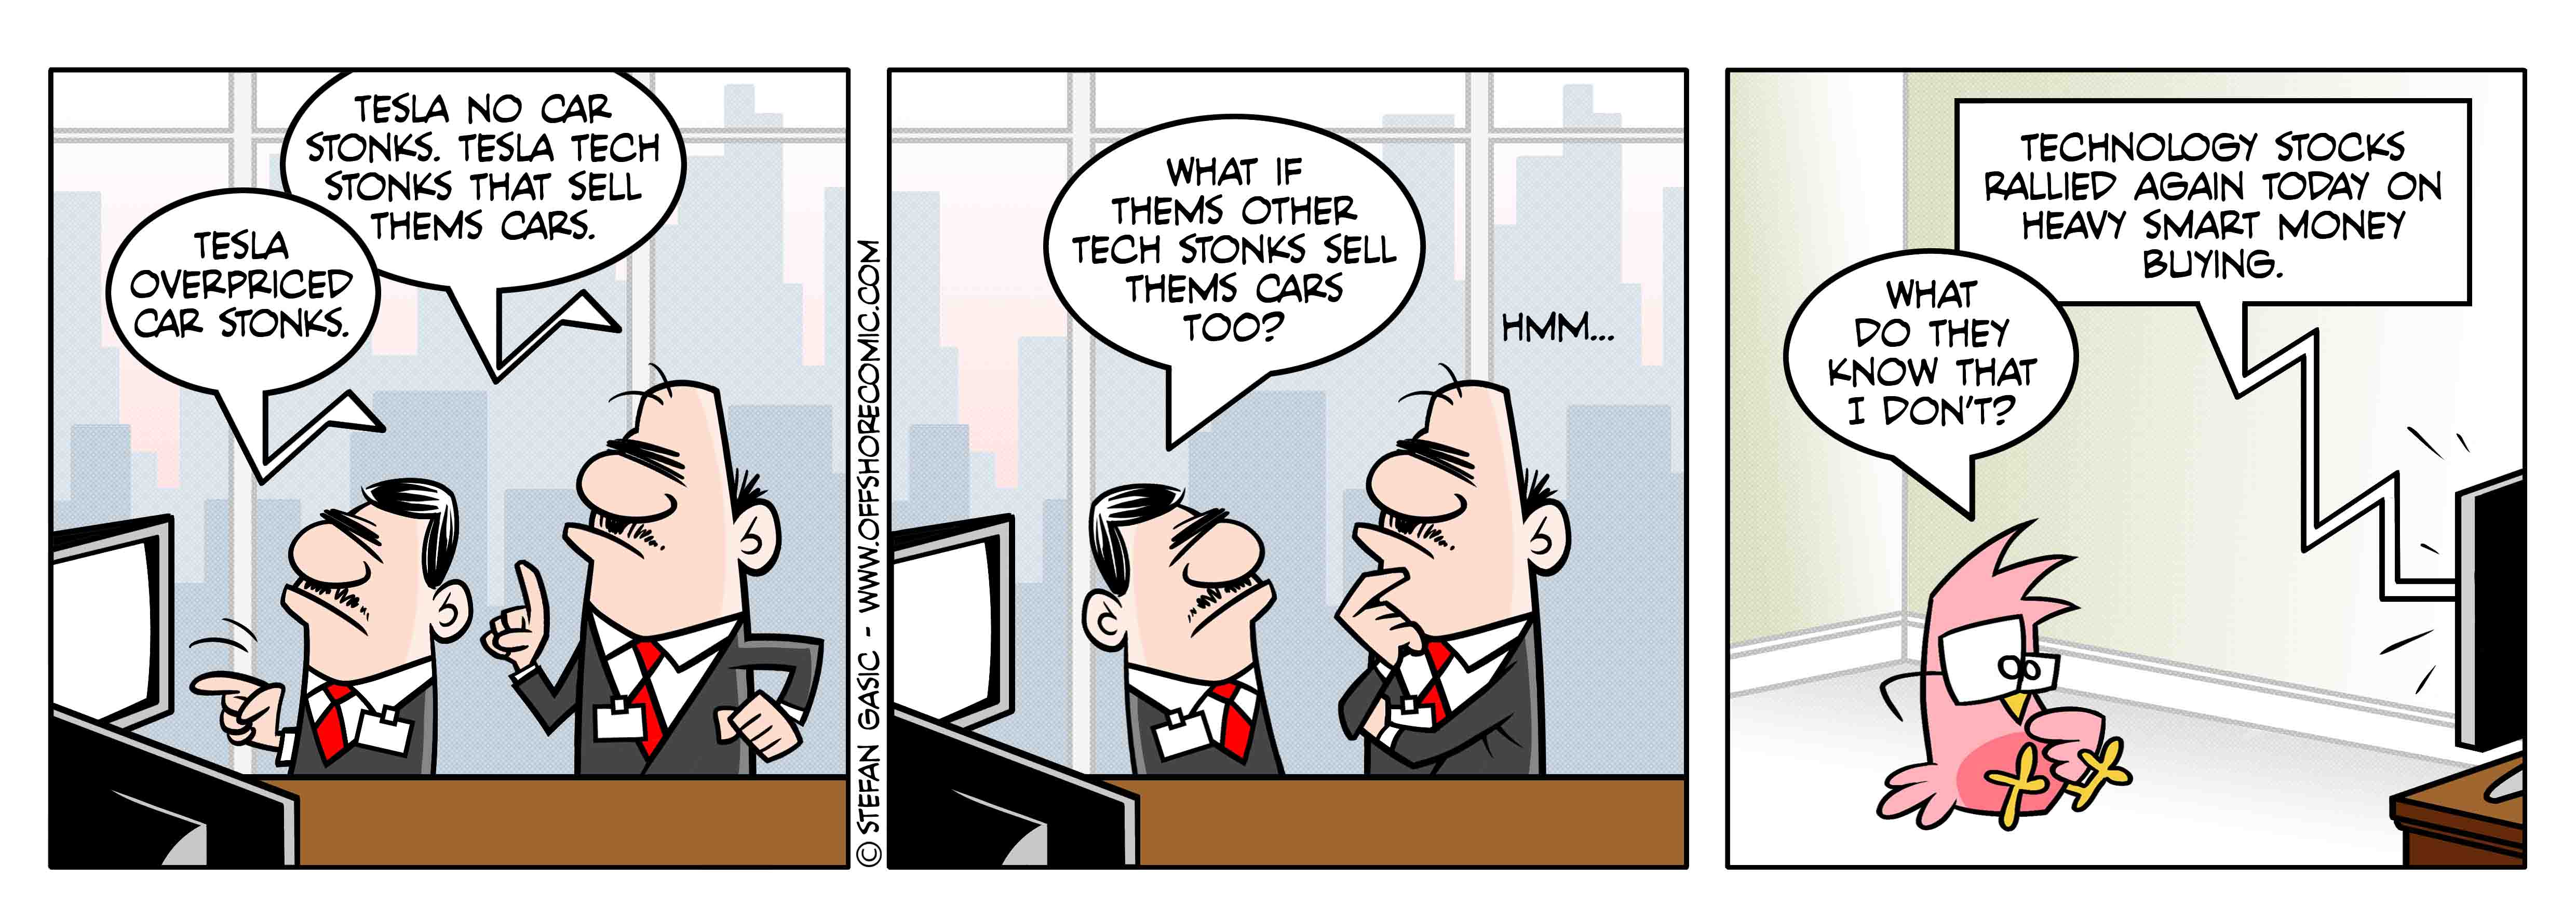 TESLA
OVERPRICED
CAR STONKS.
TESLA NO CAR
STONKS. TESLA TECH
STONKS THAT SELL
THEMS CARS.
© STEFAN GASIC - WWW.OFFSHORECOMIC.COM
WHAT IF
THEMS OTHER
TECH STONKS SELL
THEMS CARS
TOO?
HMM...
TECHNOLOGY STOCKS
RALLIED AGAIN TODAY ON
HEAVY SMART MONEY
BUYING.
WHAT
DO THEY
KNOW THAT
I DON'T?